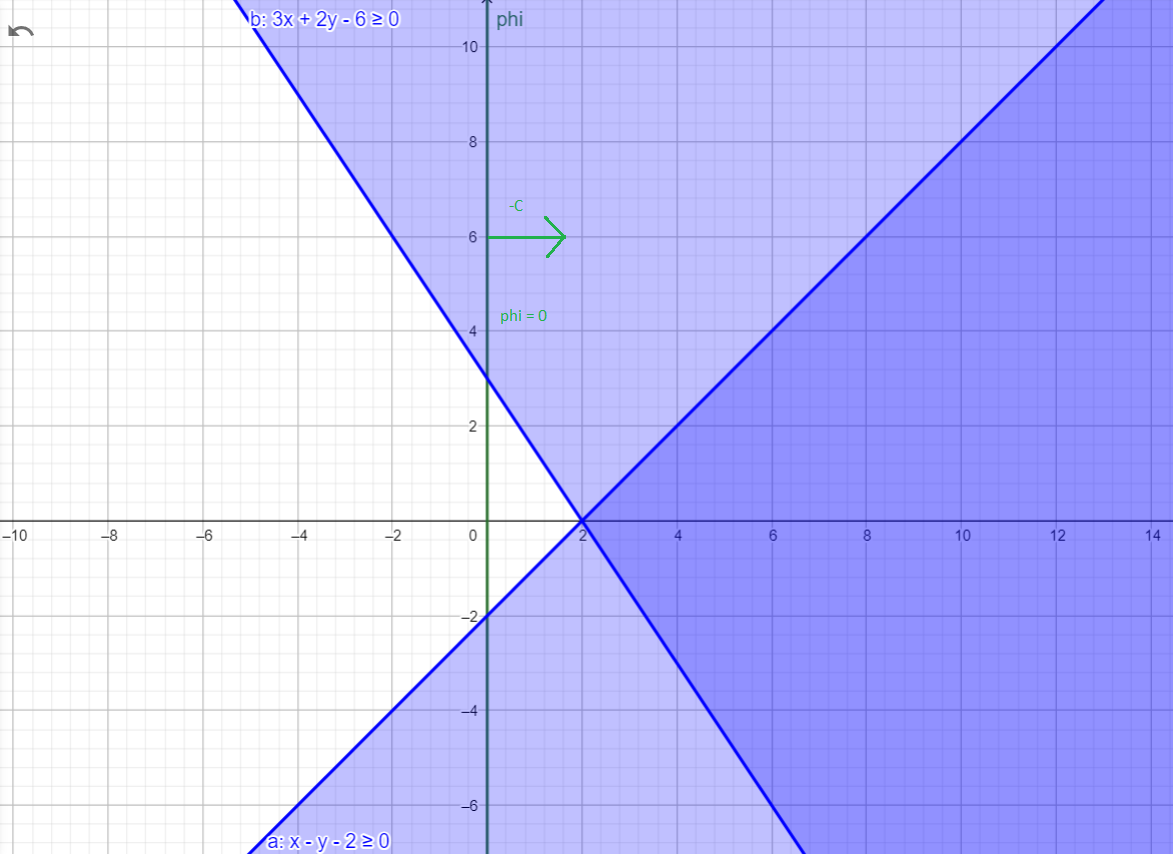 b: 3x + 2y - 6 ≥ 0
phi
10
8
-C
6
phi = 0
4
2
–10 –8 –6 –4 –2 0 2 4 6 8 10 12 14
–2
–4
–6
a: x - y - 2 ≥ 0